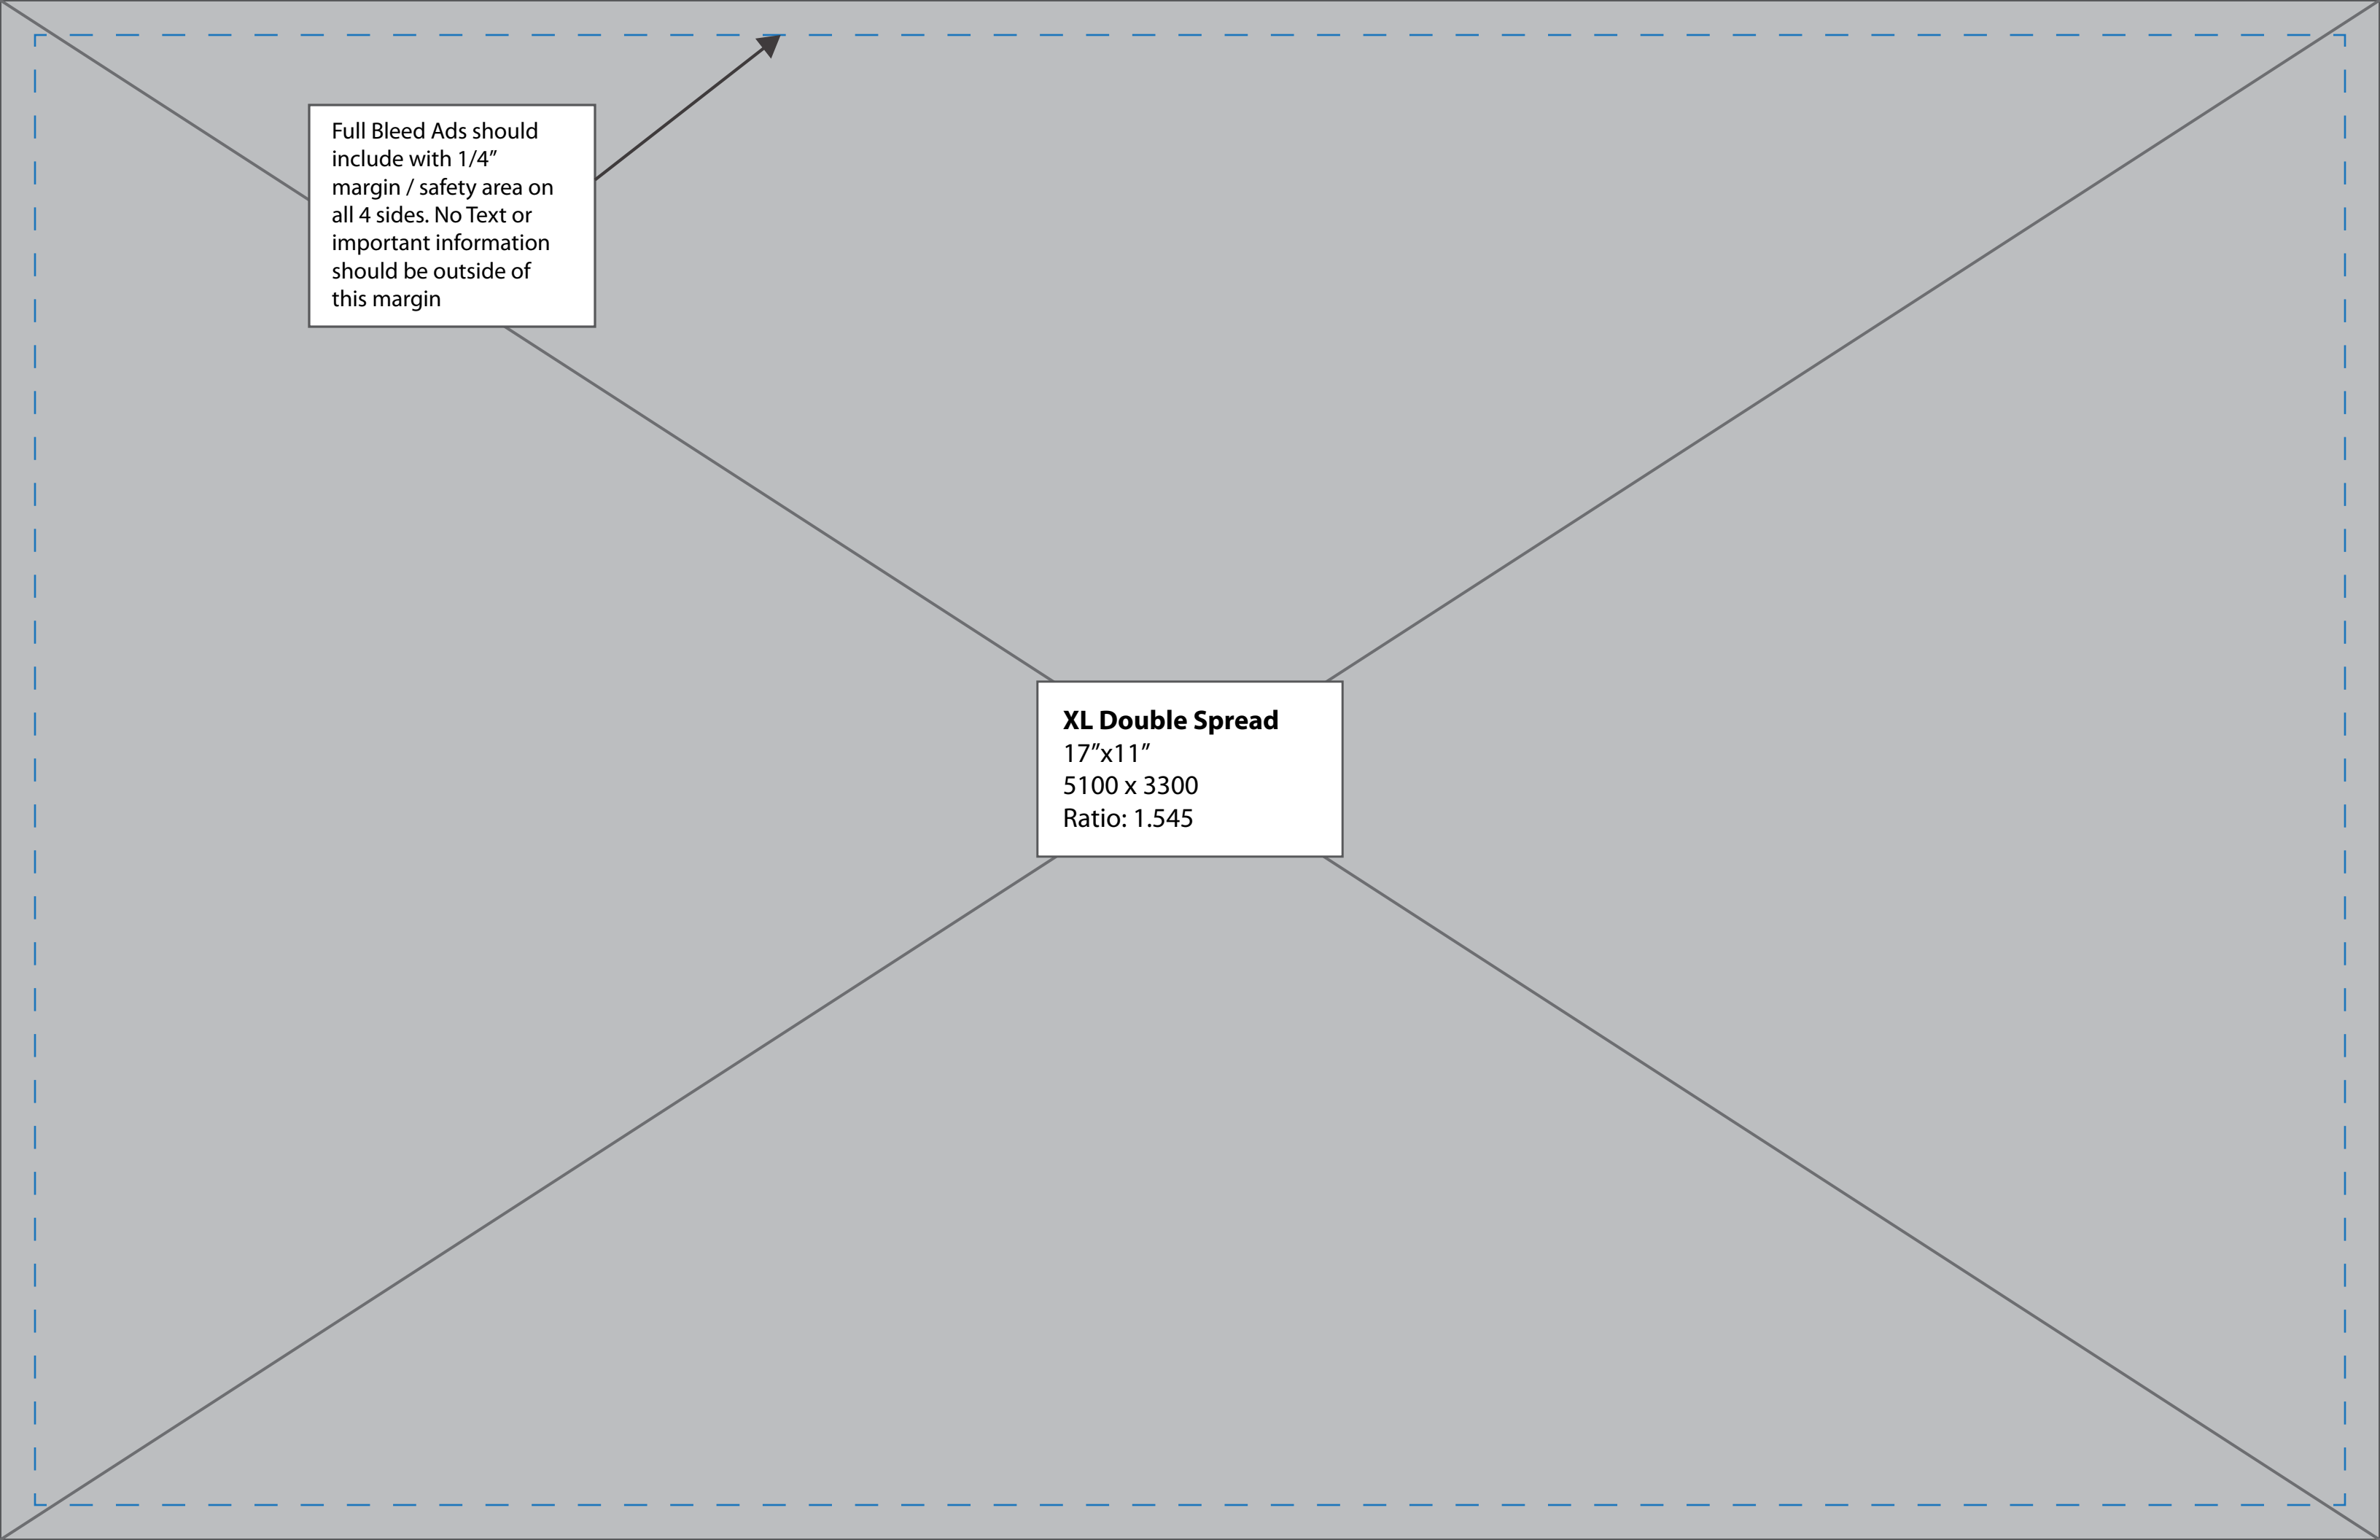 Full Bleed Ads should
include with 1/4”
margin / safety area on
all 4 sides. No Text or
important information
should be outside of
this margin
XL Double Spread
17”x11”
5100 x 3300
Ratio: 1.545